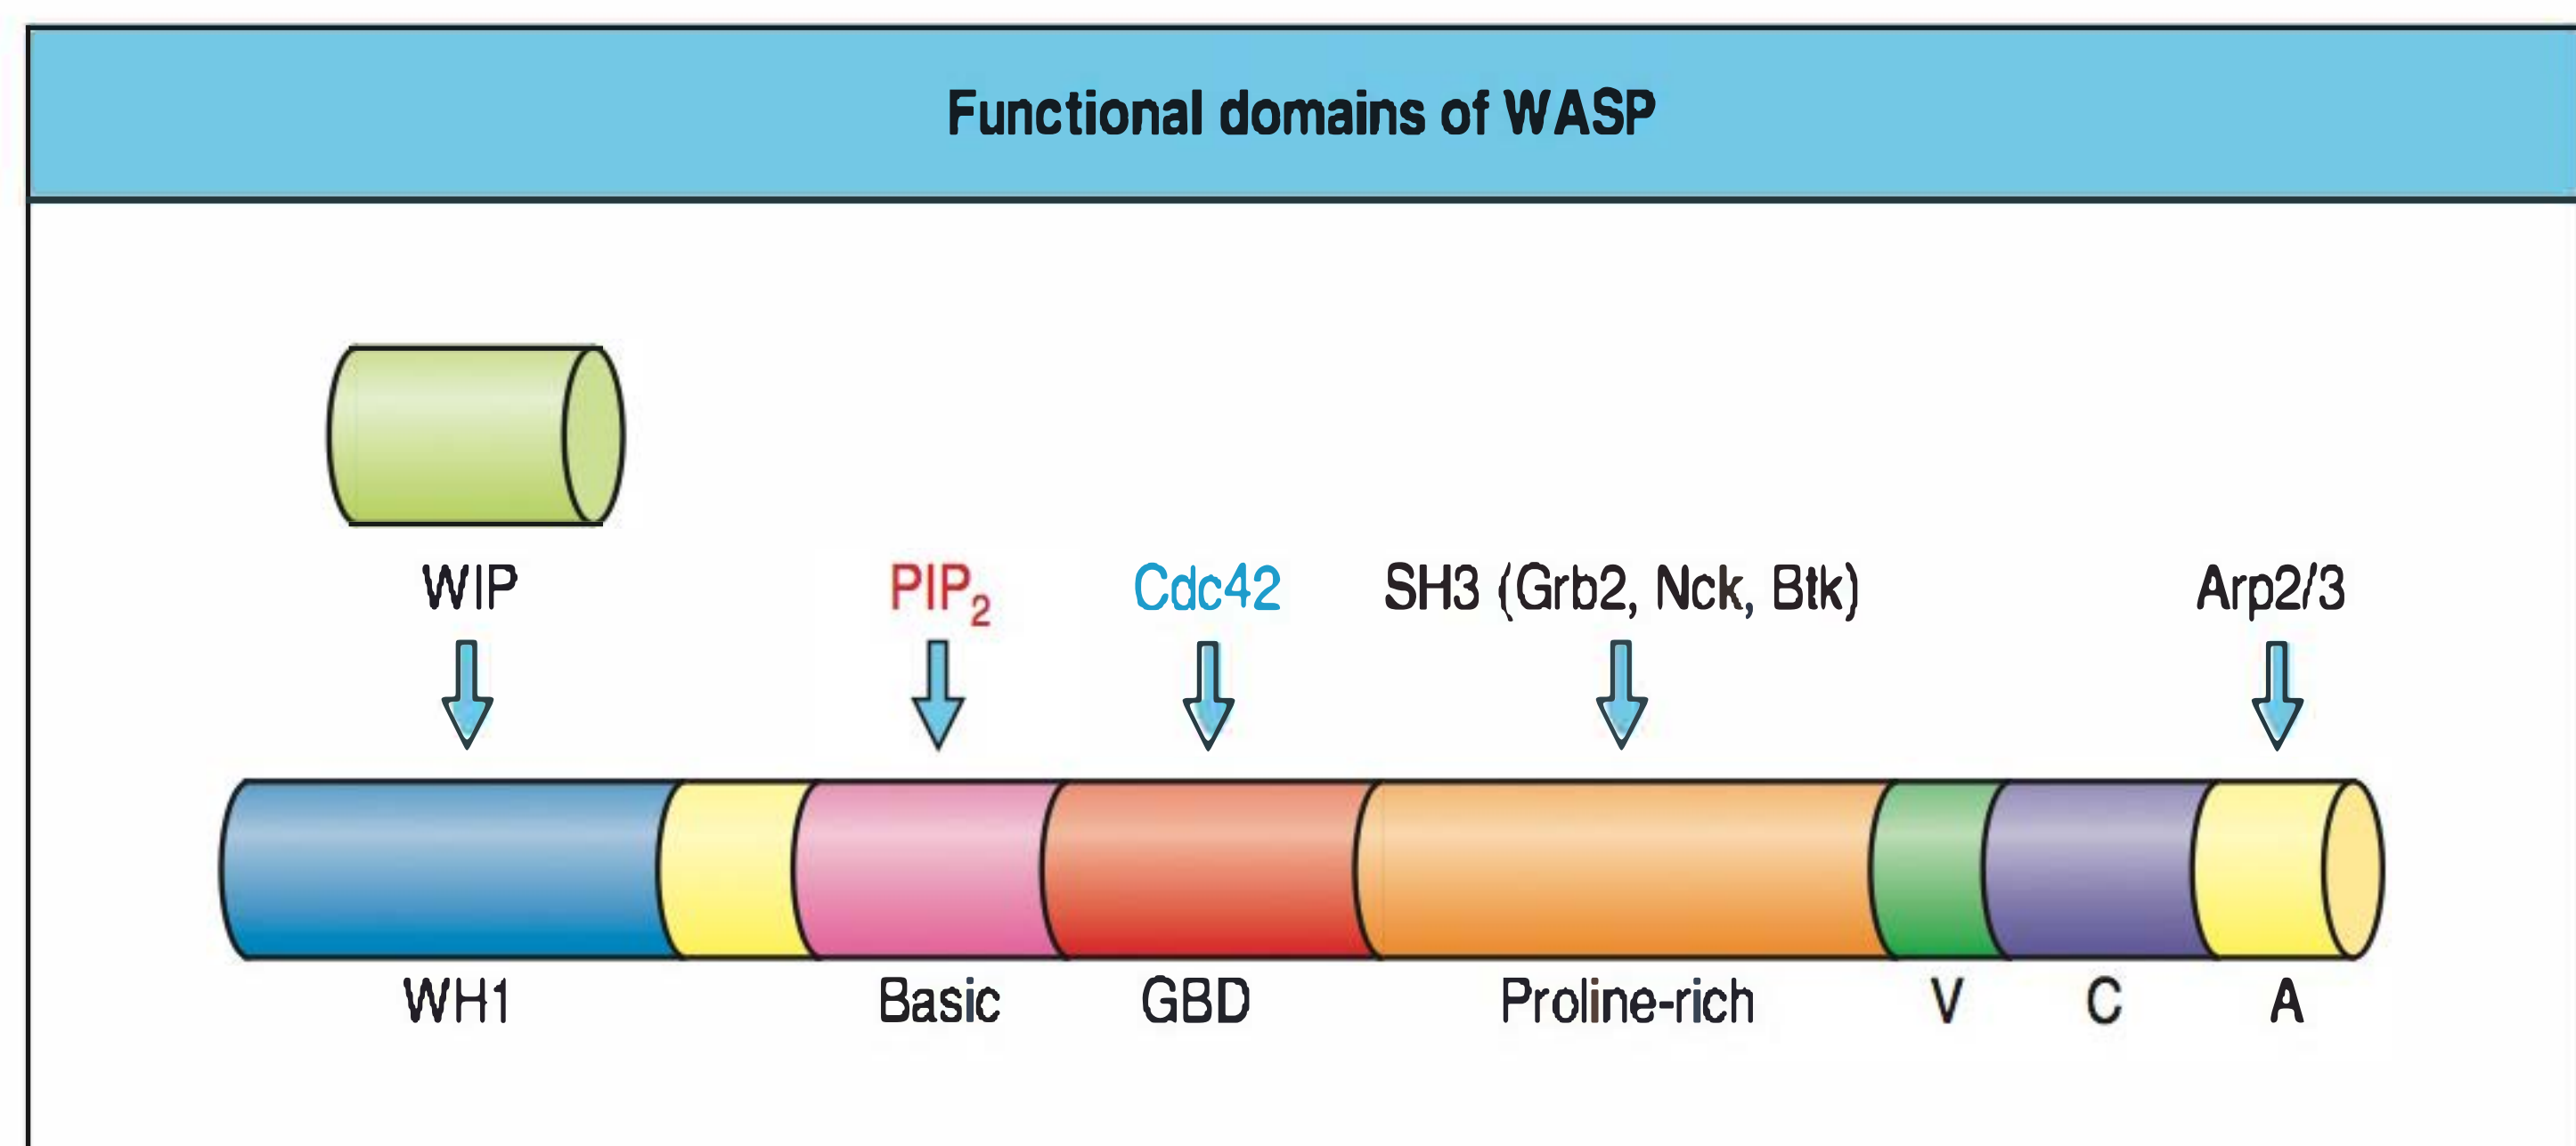 Functional domains of WASP
WIP PIP2 Cdc42 SH3 (Grb2, Nck, Btk) Arp2/3
WH1 Basic GBD Proline-rich V C A